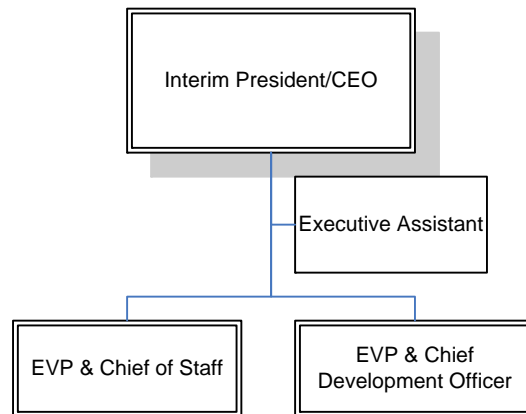 Interim President/CEO
Executive Assistant
EVP & Chief of Staff
EVP & Chief
Development Officer